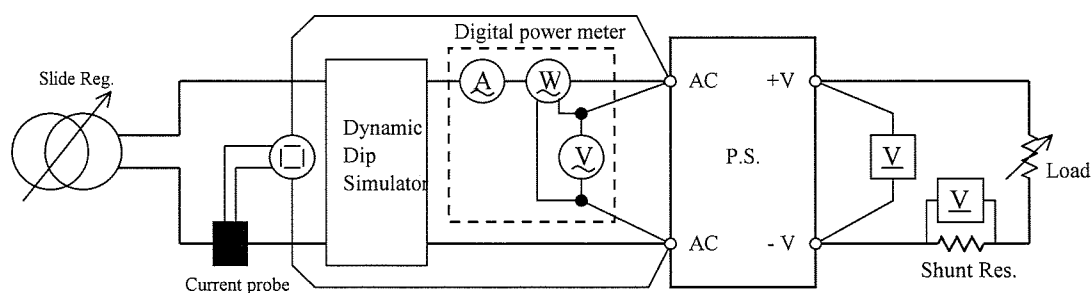 Digital power meter
Slide Reg.
A
W
AC
+V
Dynamic
Dip
Simulator
V
P.S.
V
Load
V
AC
- V
Shunt Res.
Current probe